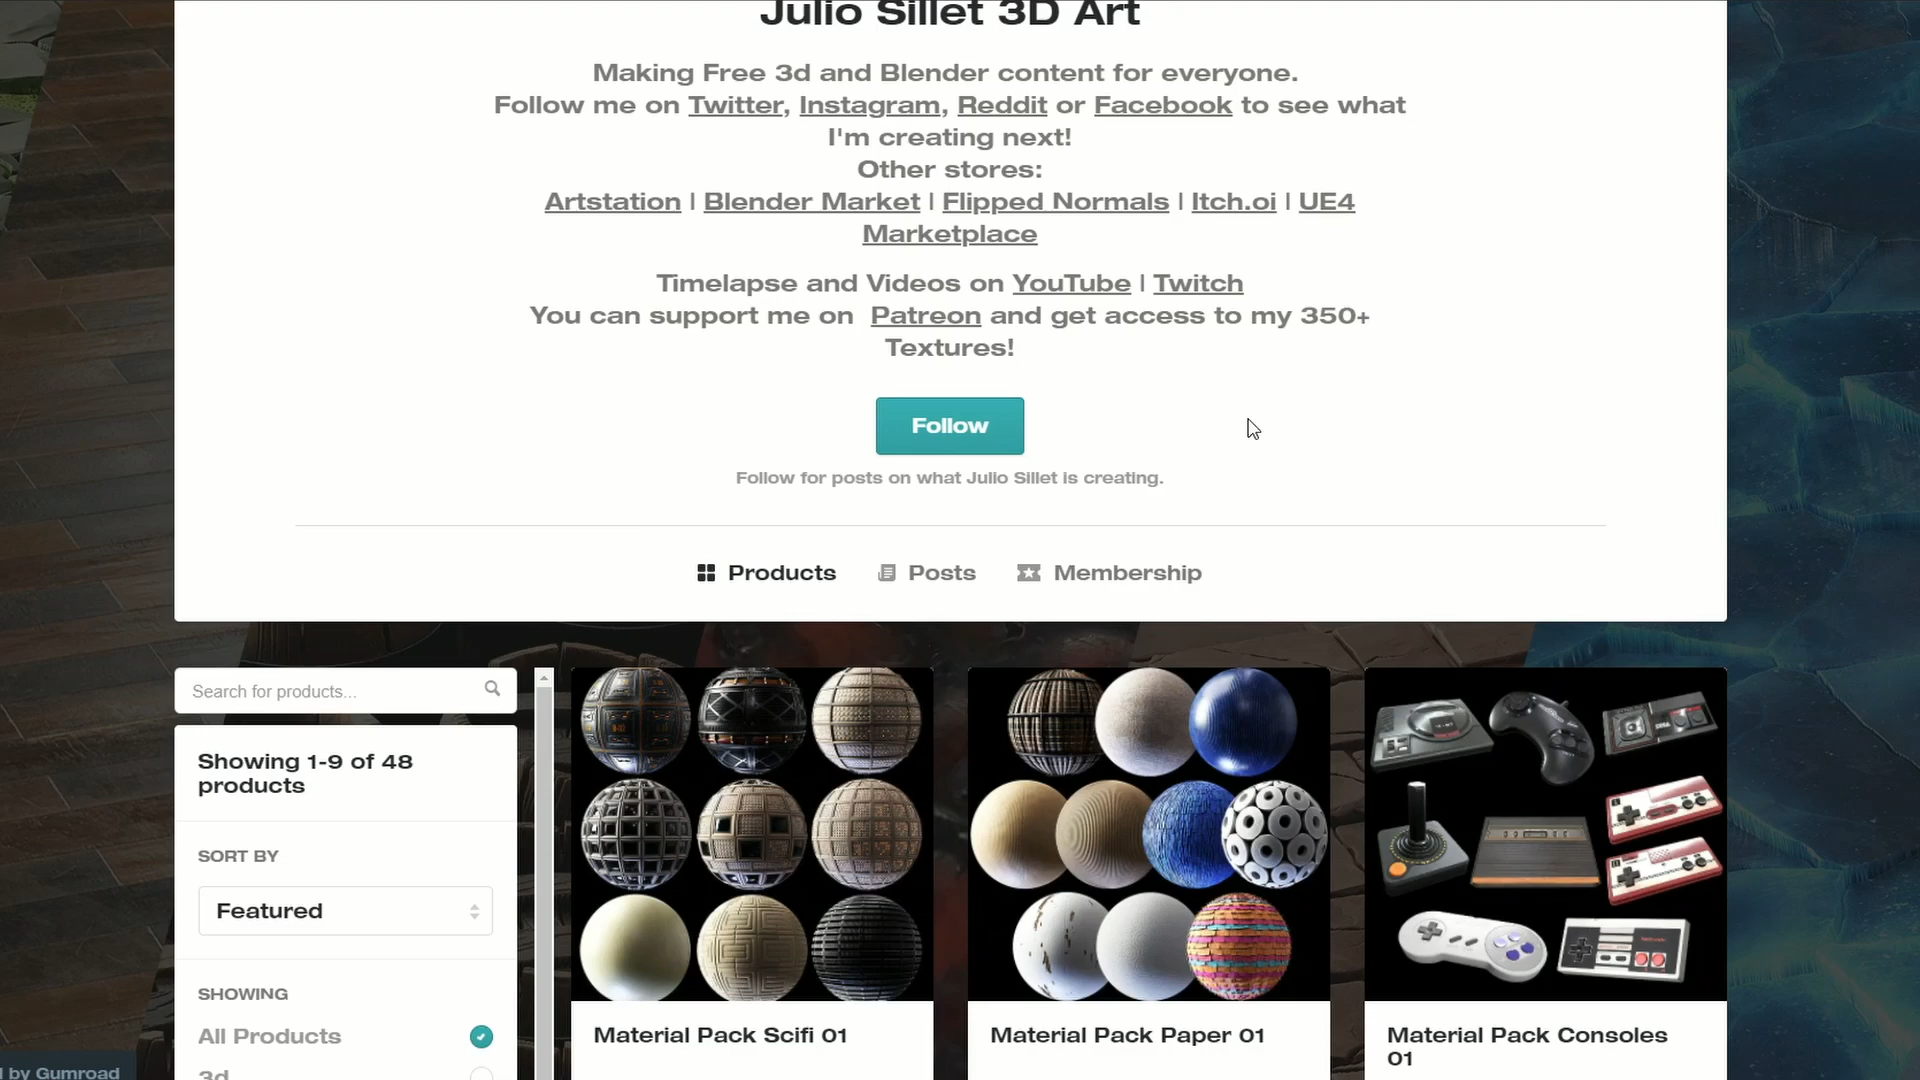 Julio Sillet 3D Art
Making Free 3d and Blender content for everyone.
Follow me on Twitter, Instagram, Reddit or Facebook to see what
I'm creating next!
Other stores:
Artstation | Blender Market | Flipped Normals | Itch.oi | UE4
Marketplace
Timelapse and Videos on YouTube | Twitch
You can support me on Patreon and get access to my 350+
Textures!
Follow
Follow for posts on what Julio Sillet is creating.
Products Posts Membership
Search for products...
Showing 1-9 of 48
products
SORT BY
Featured
SHOWING
All Products
3d
Material Pack Scifi 01
Material Pack Paper 01
Material Pack Consoles
01
by Gumroad